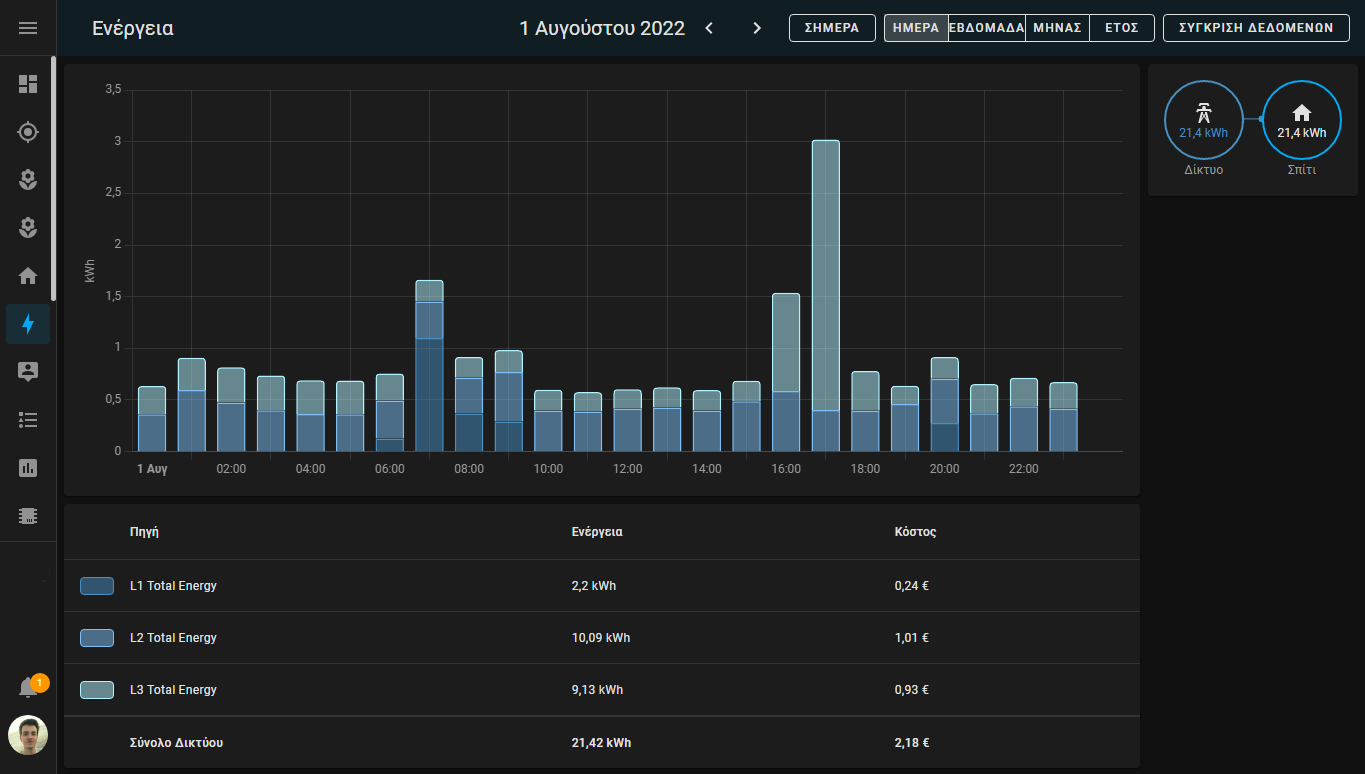 Ενέργεια
1 Αυγούστου 2022
ΣΗΜΕΡΑ
ΗΜΕΡΑ ΕΒΔΟΜΑΔΑ ΜΗΝΑΣ ΕΤΟΣ
ΣΥΓΚΡΙΣΗ ΔΕΔΟΜΕΝΩΝ
kWh
3,5
3
2,5
2
1,5
1
0,5
0
1 Αυγ 02:00 04:00 06:00 08:00 10:00 12:00 14:00 16:00 18:00 20:00 22:00
21,4 kWh 21,4 kWh
Δίκτυο Σπίτι
Πηγή Ενέργεια Κόστος
L1 Total Energy 2,2 kWh 0,24 €
L2 Total Energy 10,09 kWh 1,01 €
L3 Total Energy 9,13 kWh 0,93 €
Σύνολο Δικτύου 21,42 kWh 2,18 €
1